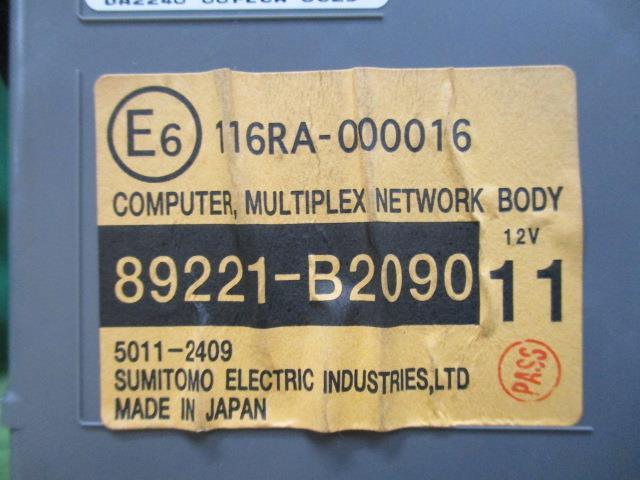 E6 116RA-000016
COMPUTER, MULTIPLEX NETWORK BODY
12V
89221-B2090 11
5011-2409
SUMITOMO ELECTRIC INDUSTRIES,LTD
MADE IN JAPAN
PASS